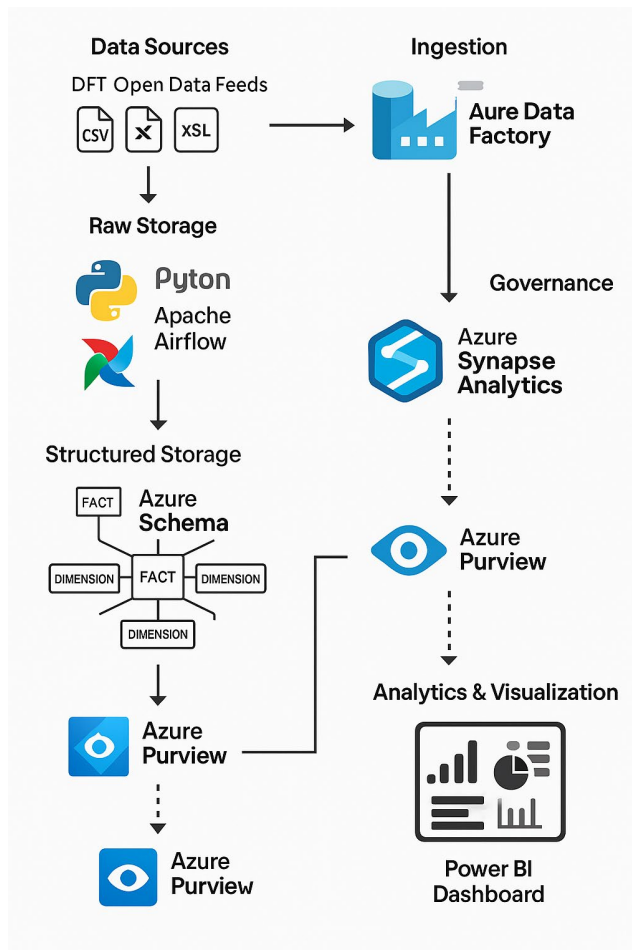 Data Sources
DFT Open Data Feeds
CSV
X
XSL
Raw Storage
Pyton
Apache
Airflow
Structured Storage
FACT
Azure
Schema
DIMENSION
FACT
DIMENSION
DIMENSION
Azure
Purview
Azure
Purview
Ingestion
Aure Data
Factory
Governance
Azure
Synapse
Analytics
Azure
Purview
Analytics & Visualization
Power BI
Dashboard